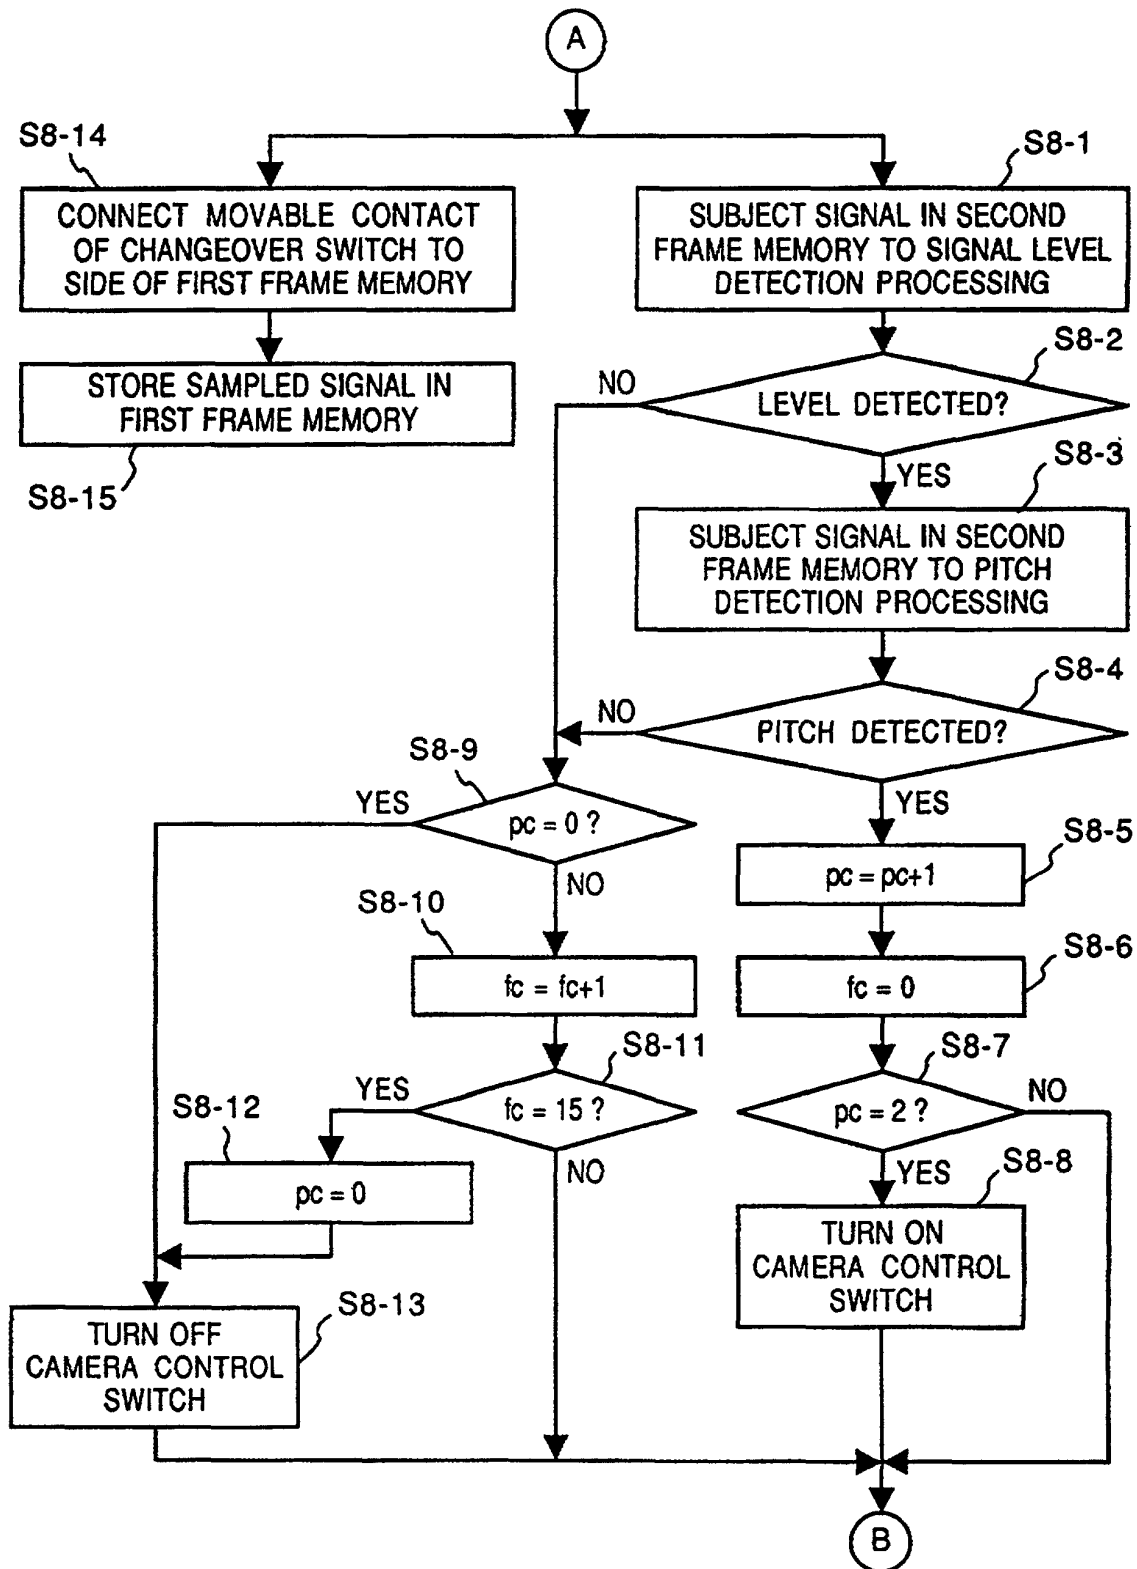 A
S8-14
CONNECT MOVABLE CONTACT
OF CHANGEOVER SWITCH TO
SIDE OF FIRST FRAME MEMORY
S8-1
SUBJECT SIGNAL IN SECOND
FRAME MEMORY TO SIGNAL LEVEL
DETECTION PROCESSING
STORE SAMPLED SIGNAL IN
FIRST FRAME MEMORY
S8-15
S8-2
NO
LEVEL DETECTED?
YES
S8-3
SUBJECT SIGNAL IN SECOND
FRAME MEMORY TO PITCH
DETECTION PROCESSING
S8-4
NO
PITCH DETECTED?
YES
S8-9
YES
pc = 0 ?
NO
S8-5
pc = pc+1
S8-10
fc = fc+1
S8-6
fc = 0
S8-11
YES
fc = 15 ?
NO
S8-7
pc = 2 ?
NO
YES
S8-12
pc = 0
S8-8
TURN ON
CAMERA CONTROL
SWITCH
S8-13
TURN OFF
CAMERA CONTROL
SWITCH
B